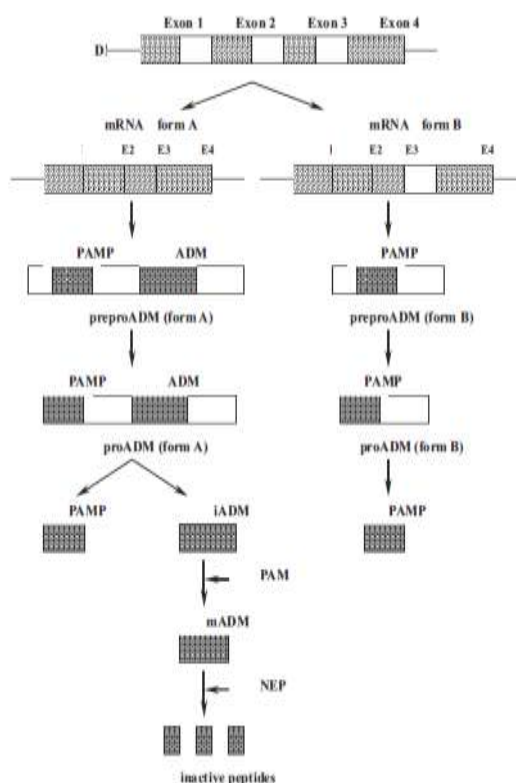 Exon 1 Exon 2 Exon 3 Exon 4
D
mRNA form A
mRNA form B
E2 E3 E4
I E2 E3 E4
PAMP ADM
PAMP
preproADM (form A)
preproADM (form B)
PAMP ADM
PAMP
proADM (form A)
proADM (form B)
PAMP iADM
PAMP
PAM
mADM
NEP
inactive peptides